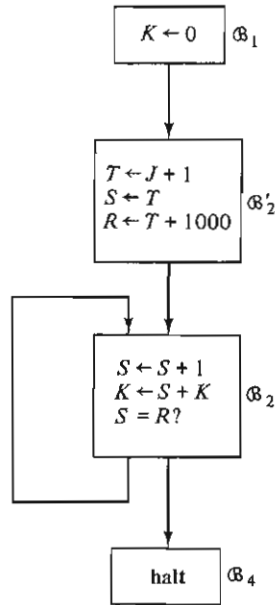 K ← 0 ℬ₁
T ← J + 1
S ← T
R ← T + 1000
ℬ′₂
S ← S + 1
K ← S + K
S = R?
ℬ₂
halt ℬ₄